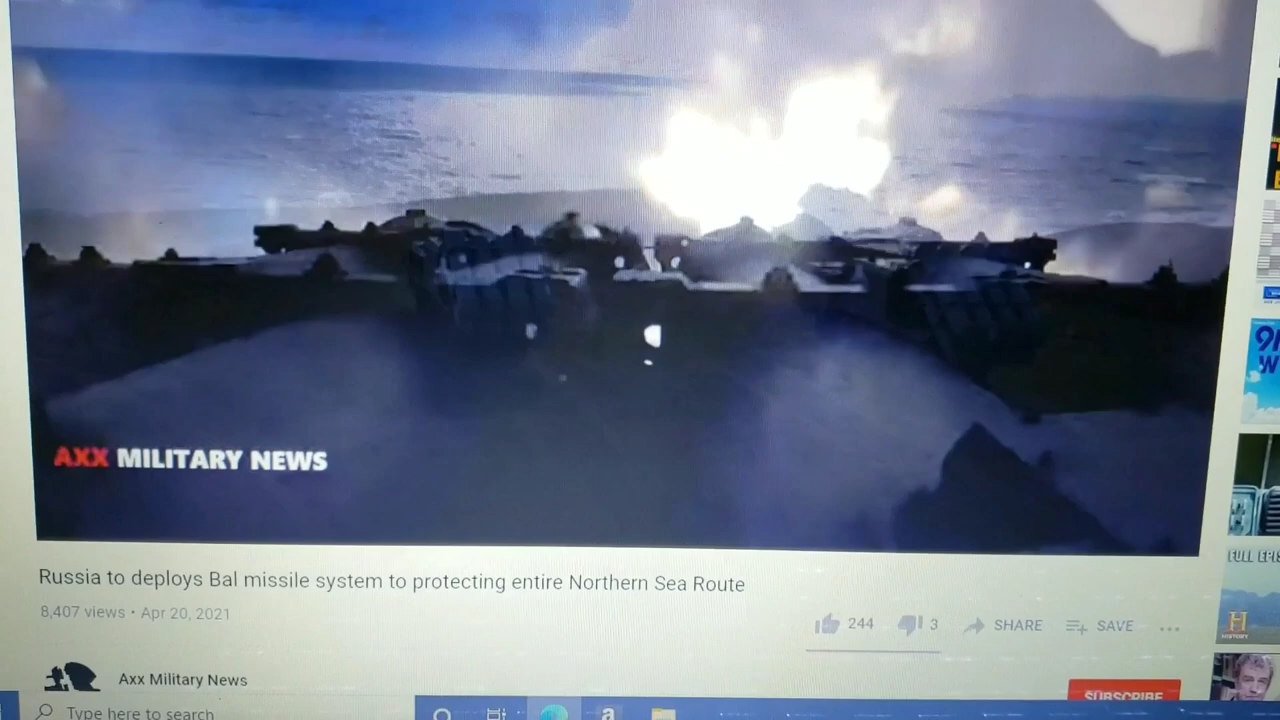 AXX MILITARY NEWS
Russia to deploys Bal missile system to protecting entire Northern Sea Route
8,407 views • Apr 20, 2021
244
3
SHARE
SAVE
Axx Military News
SUBSCRIBE
Type here to search
FULL EPIS
H
HISTORY